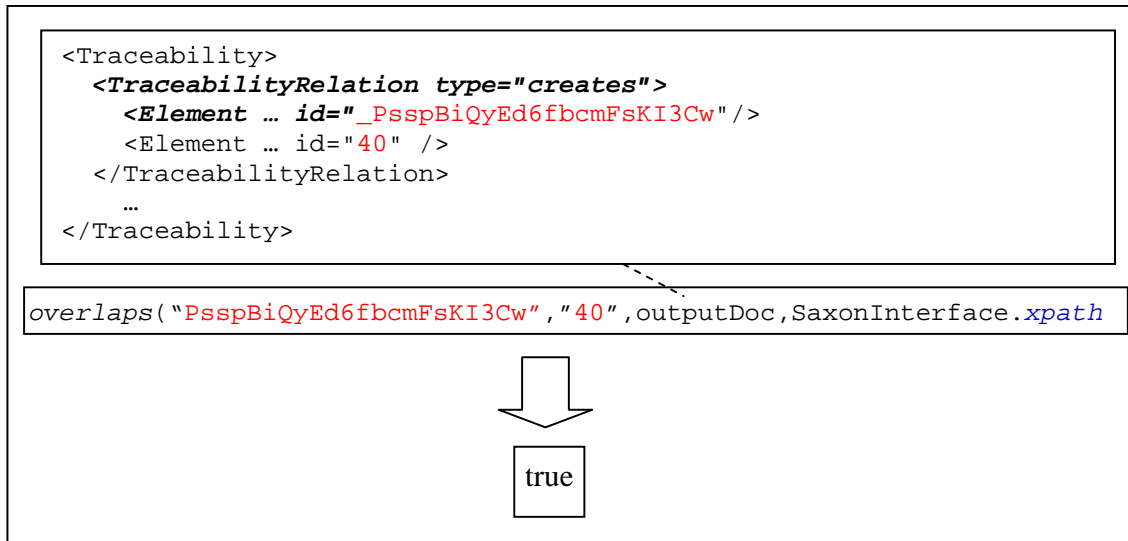 <Traceability>
<TraceabilityRelation type="creates">
<Element … id="_PsspBiQyEd6fbcmFsKI3Cw"/>
<Element … id="40" />
</TraceabilityRelation>
…
</Traceability>
overlaps(“PsspBiQyEd6fbcmFsKI3Cw”,”40”,outputDoc,SaxonInterface.xpath
true